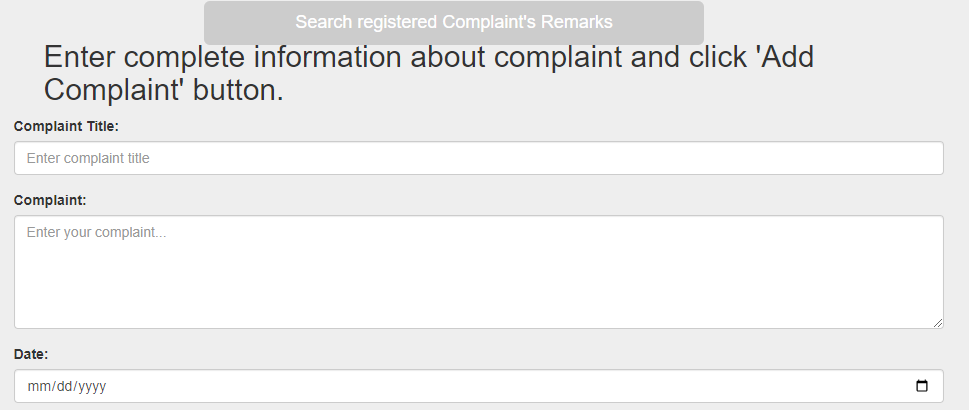 Search registered Complaint's Remarks
Enter complete information about complaint and click 'Add
Complaint' button.
Complaint Title:
Enter complaint title
Complaint:
Enter your complaint...
Date:
mm/dd/yyyy